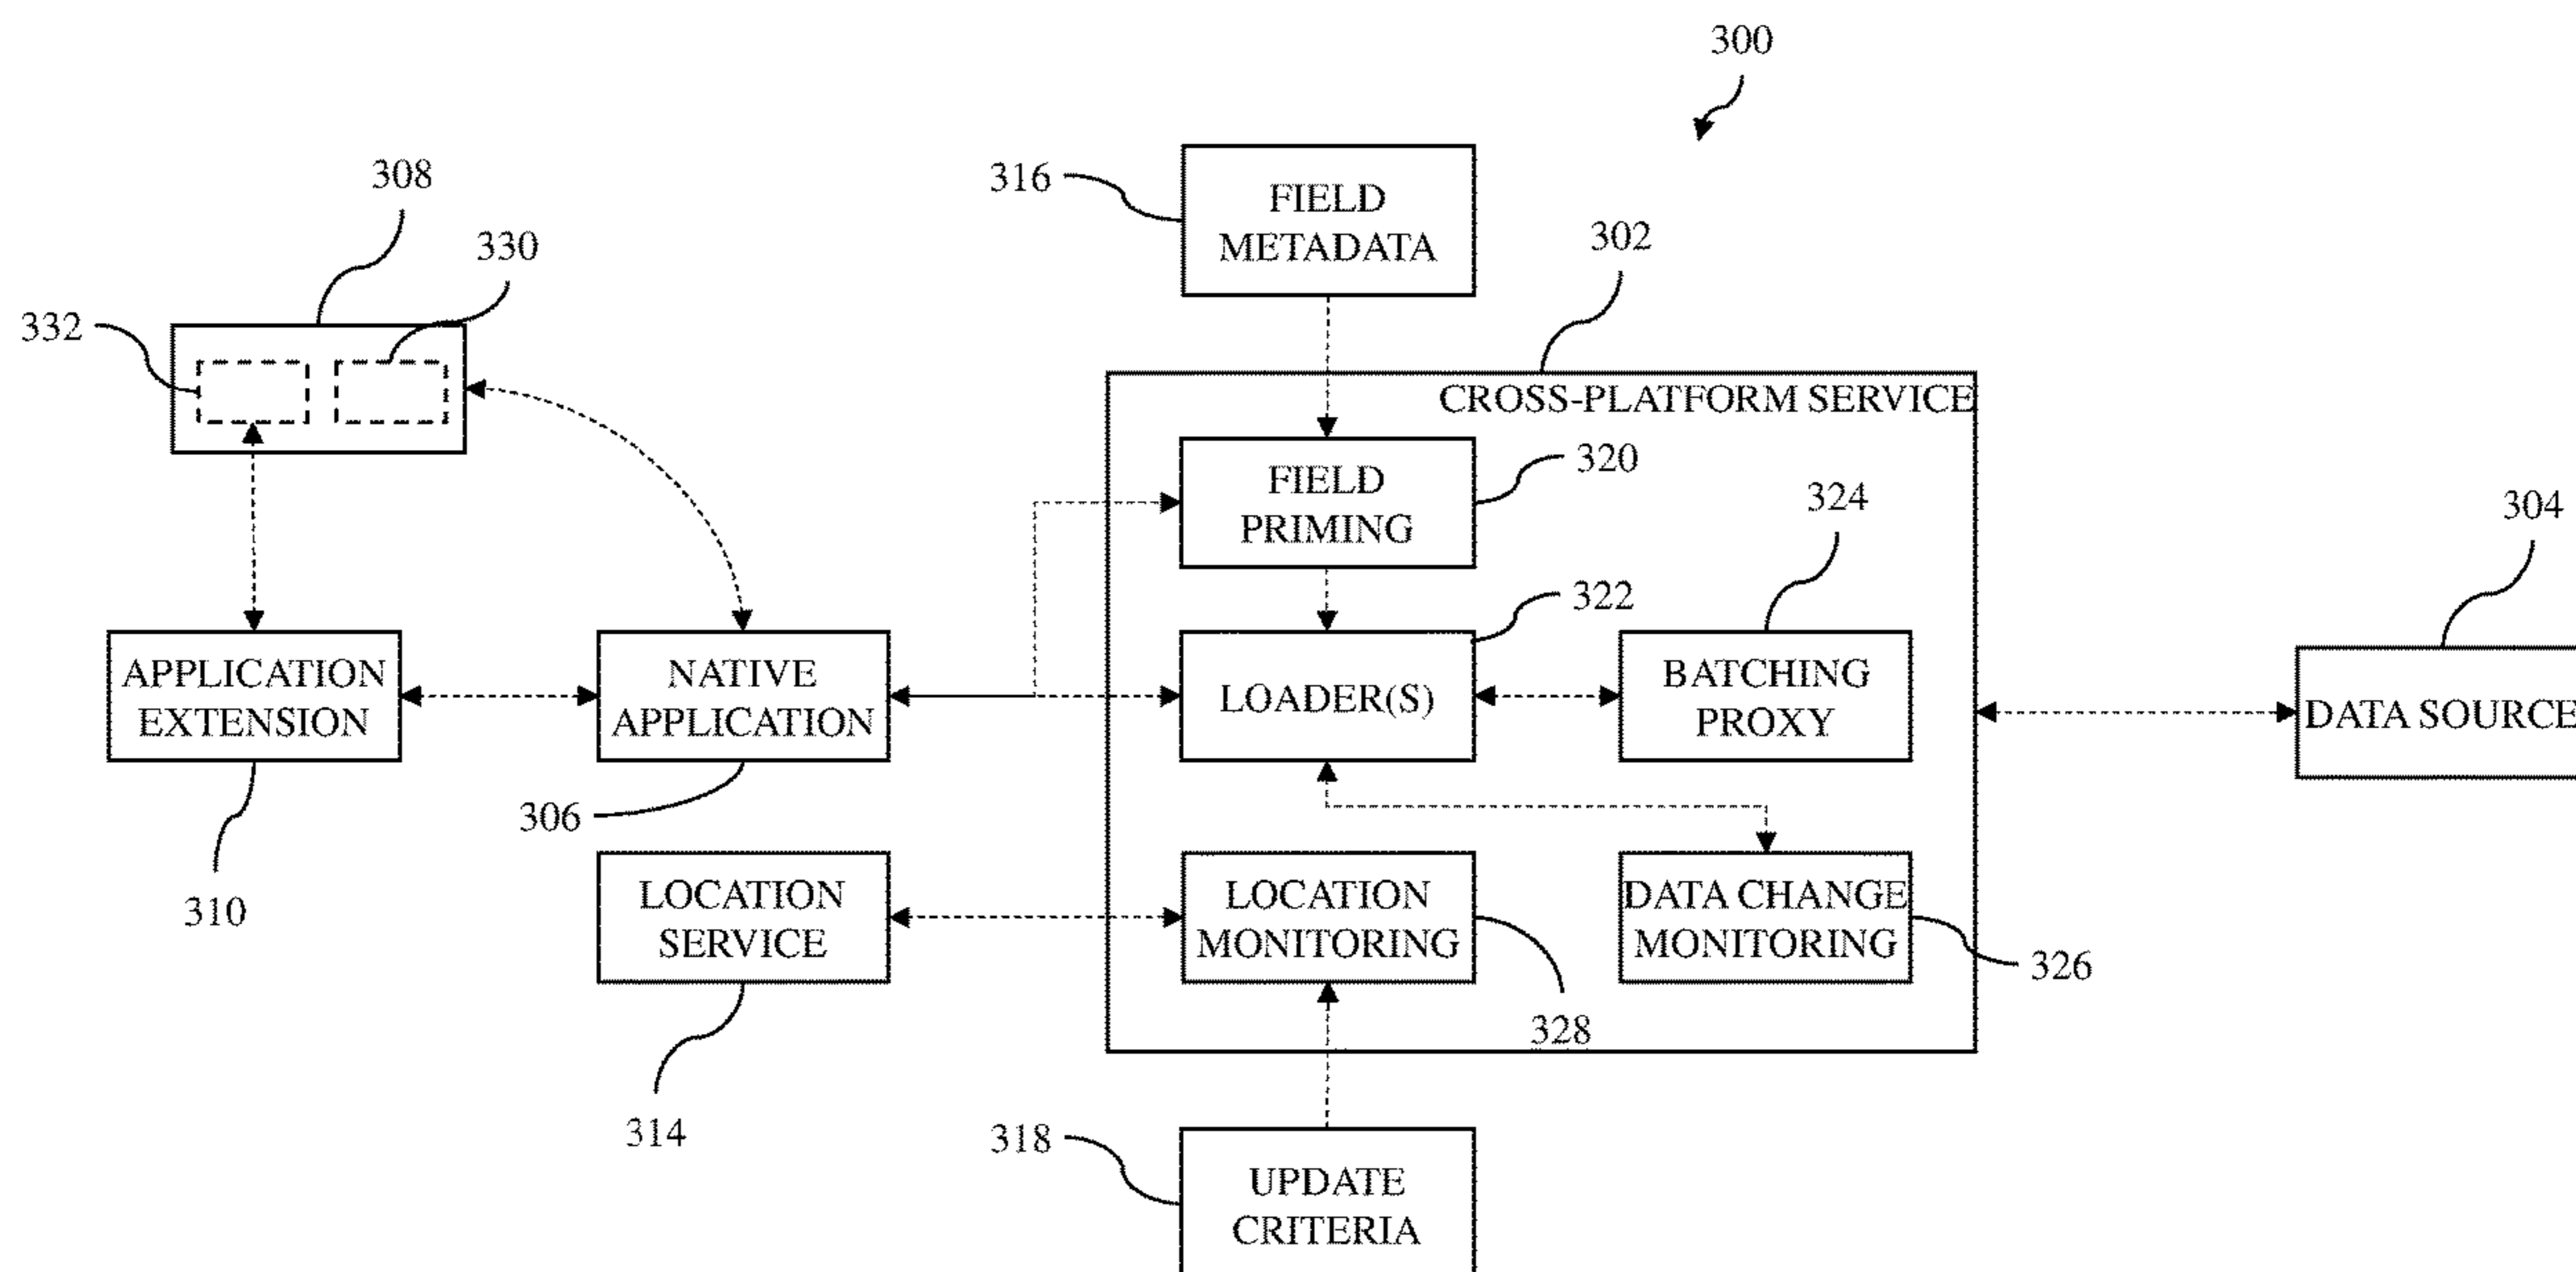 300
308
316
FIELD
METADATA
302
330
332
CROSS-PLATFORM SERVICE
FIELD
PRIMING
320
324
304
322
APPLICATION
EXTENSION
NATIVE
APPLICATION
LOADER(S)
BATCHING
PROXY
DATA SOURCE
306
310
LOCATION
SERVICE
LOCATION
MONITORING
DATA CHANGE
MONITORING
326
328
314
318
UPDATE
CRITERIA